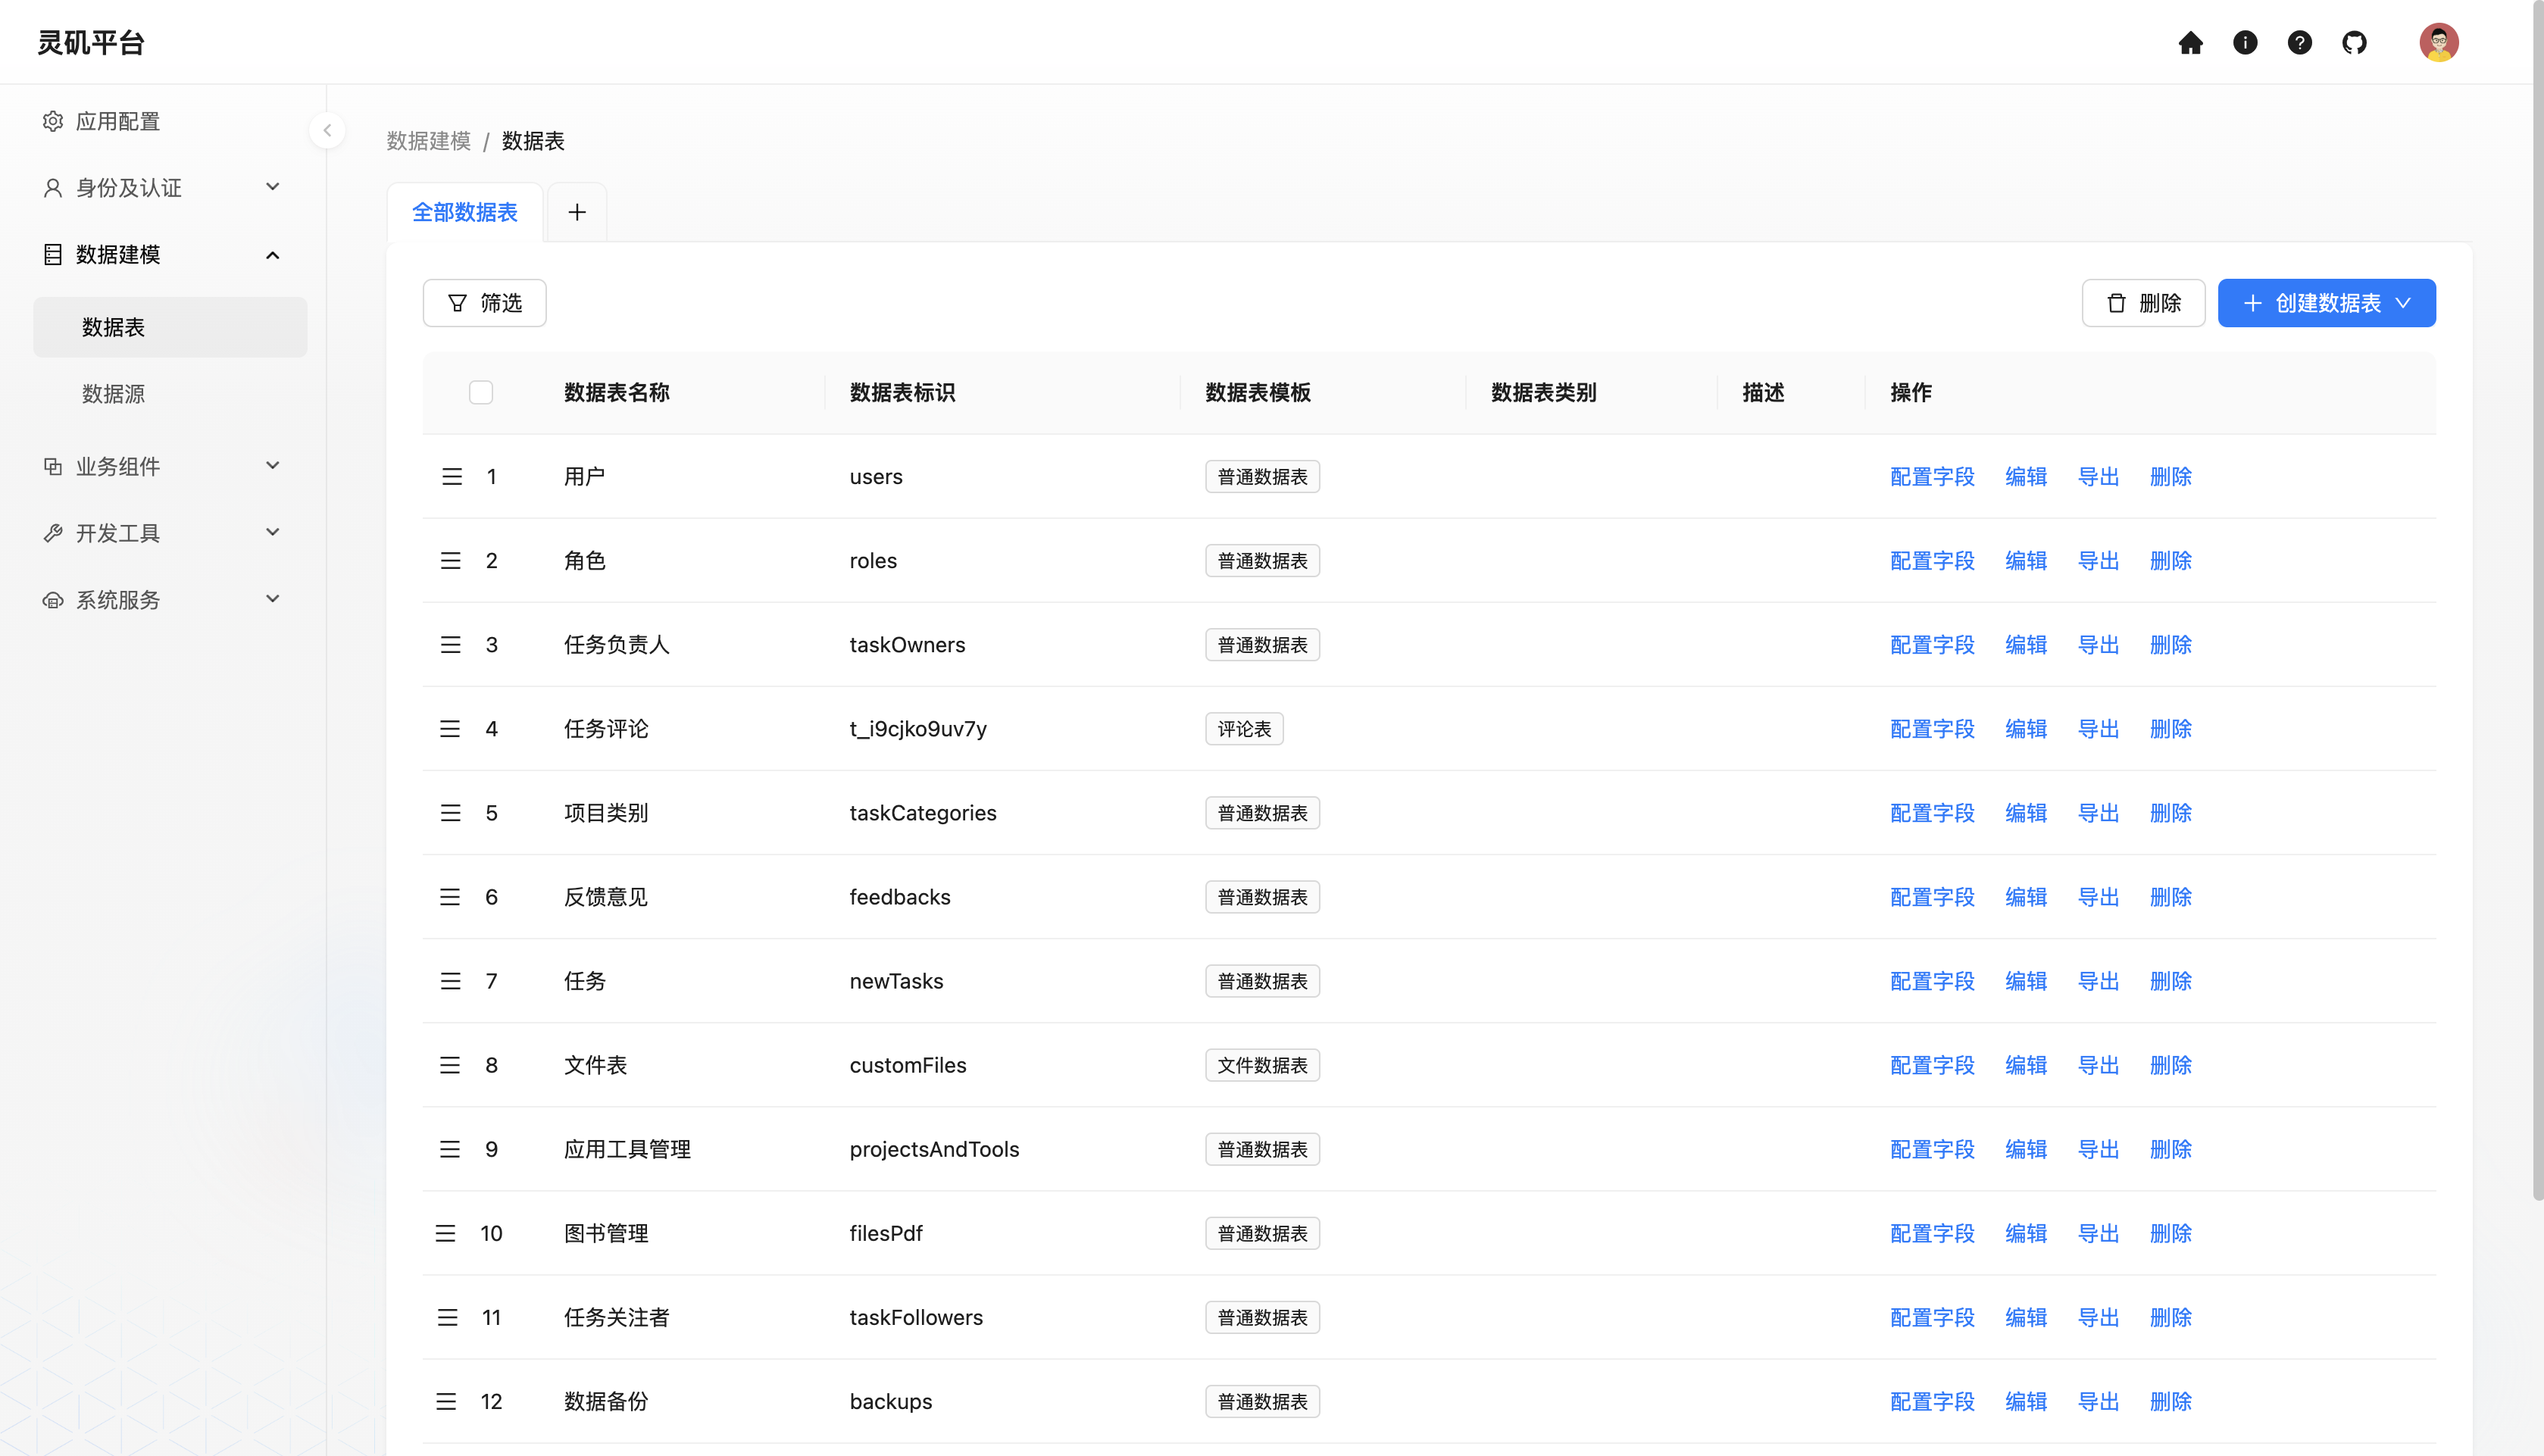 灵矶平台
应用配置
身份及认证
数据建模
数据表
数据源
业务组件
开发工具
系统服务
数据建模 / 数据表
全部数据表
筛选
删除 创建数据表
数据表名称 数据表标识 数据表模板 数据表类别 描述 操作
1 用户 users 普通数据表 配置字段 编辑 导出 删除
2 角色 roles 普通数据表 配置字段 编辑 导出 删除
3 任务负责人 taskOwners 普通数据表 配置字段 编辑 导出 删除
4 任务评论 t_i9cjko9uv7y 评论表 配置字段 编辑 导出 删除
5 项目类别 taskCategories 普通数据表 配置字段 编辑 导出 删除
6 反馈意见 feedbacks 普通数据表 配置字段 编辑 导出 删除
7 任务 newTasks 普通数据表 配置字段 编辑 导出 删除
8 文件表 customFiles 文件数据表 配置字段 编辑 导出 删除
9 应用工具管理 projectsAndTools 普通数据表 配置字段 编辑 导出 删除
10 图书管理 filesPdf 普通数据表 配置字段 编辑 导出 删除
11 任务关注者 taskFollowers 普通数据表 配置字段 编辑 导出 删除
12 数据备份 backups 普通数据表 配置字段 编辑 导出 删除